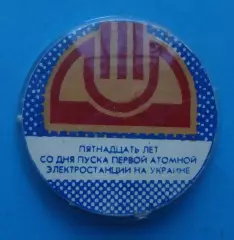 ПЯТНАДЦАТЬ ЛЕТ
СО ДНЯ ПУСКА ПЕРВОЙ АТОМНОЙ
ЭЛЕКТРОСТАНЦИИ НА УКРАИНЕ